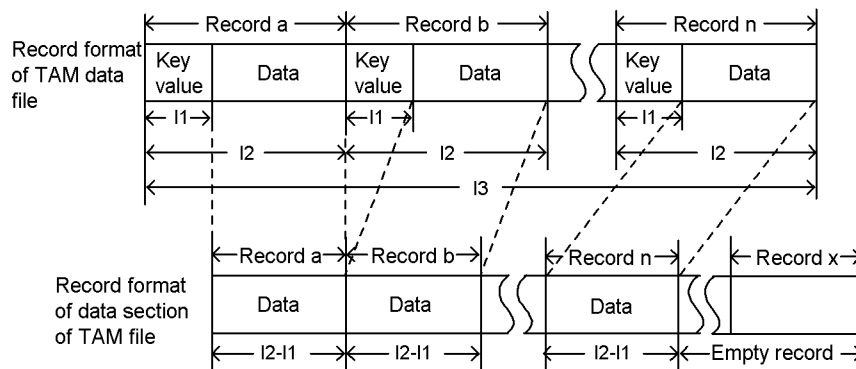 Record a Record b Record n
Record format
of TAM data
file
Key
value
Data
Key
value
Data
Key
value
Data
l1 l1 l1
l2 l2 l2
l3
Record a Record b Record n Record x
Record format
of data section
of TAM file
Data Data Data
l2-l1 l2-l1 l2-l1 Empty record